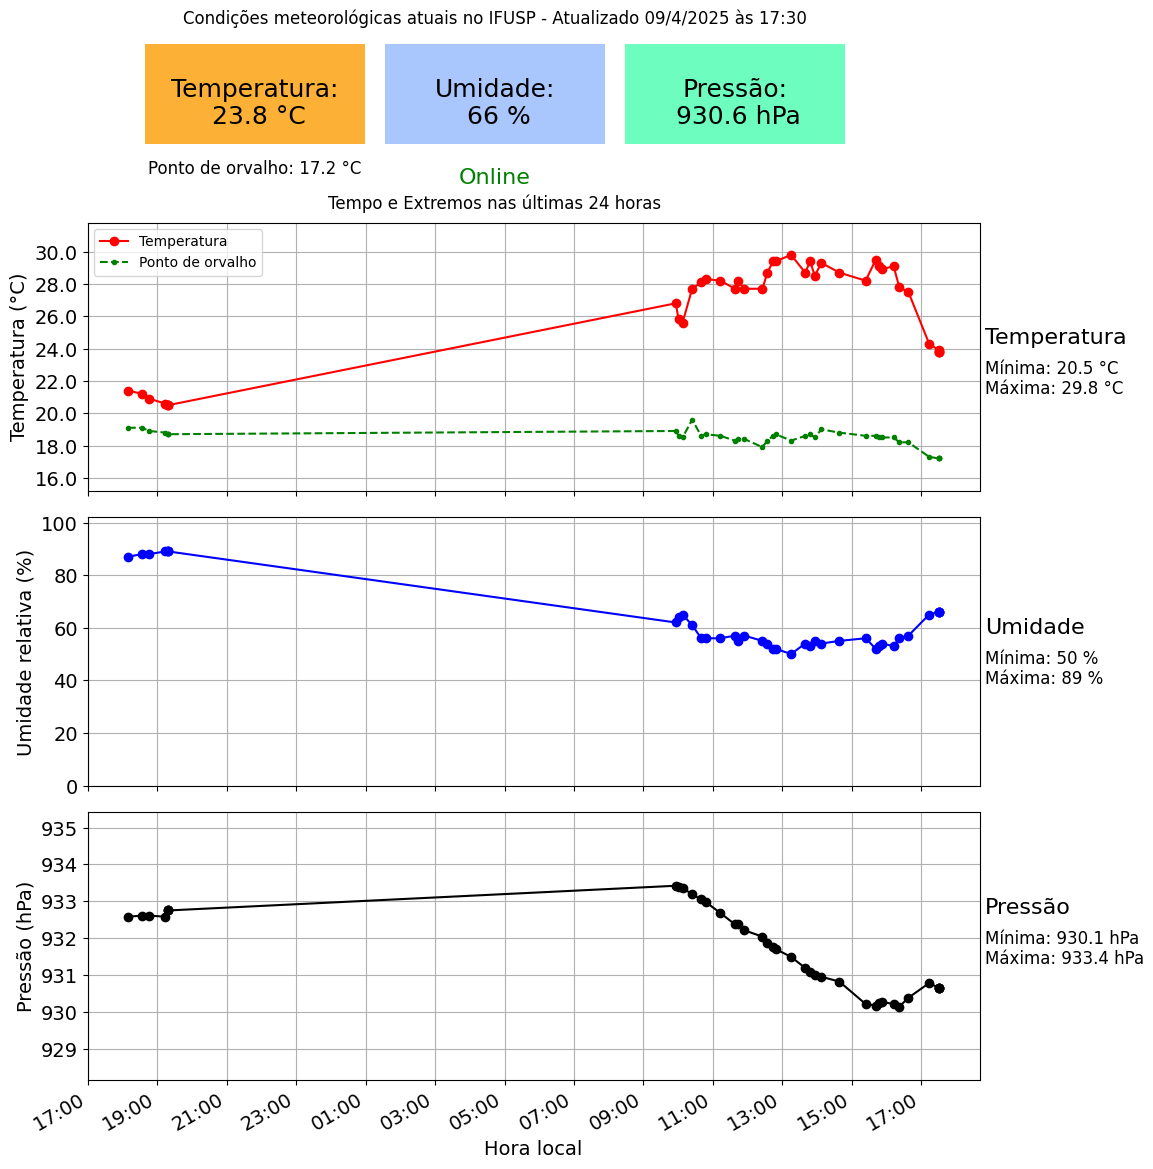 Condições meteorológicas atuais no IFUSP - Atualizado 09/4/2025 às 17:30
Temperatura:
23.8 °C
Umidade:
66 %
Pressão:
930.6 hPa
Ponto de orvalho: 17.2 °C
Online
Tempo e Extremos nas últimas 24 horas
Temperatura
Ponto de orvalho
Temperatura (°C)
30.0
28.0
26.0
24.0
22.0
20.0
18.0
16.0
Temperatura
Mínima: 20.5 °C
Máxima: 29.8 °C
Umidade relativa (%)
100
80
60
40
20
0
Umidade
Mínima: 50 %
Máxima: 89 %
Pressão (hPa)
935
934
933
932
931
930
929
Pressão
Mínima: 930.1 hPa
Máxima: 933.4 hPa
17:00
19:00
21:00
23:00
01:00
03:00
05:00
07:00
09:00
11:00
13:00
15:00
17:00
Hora local